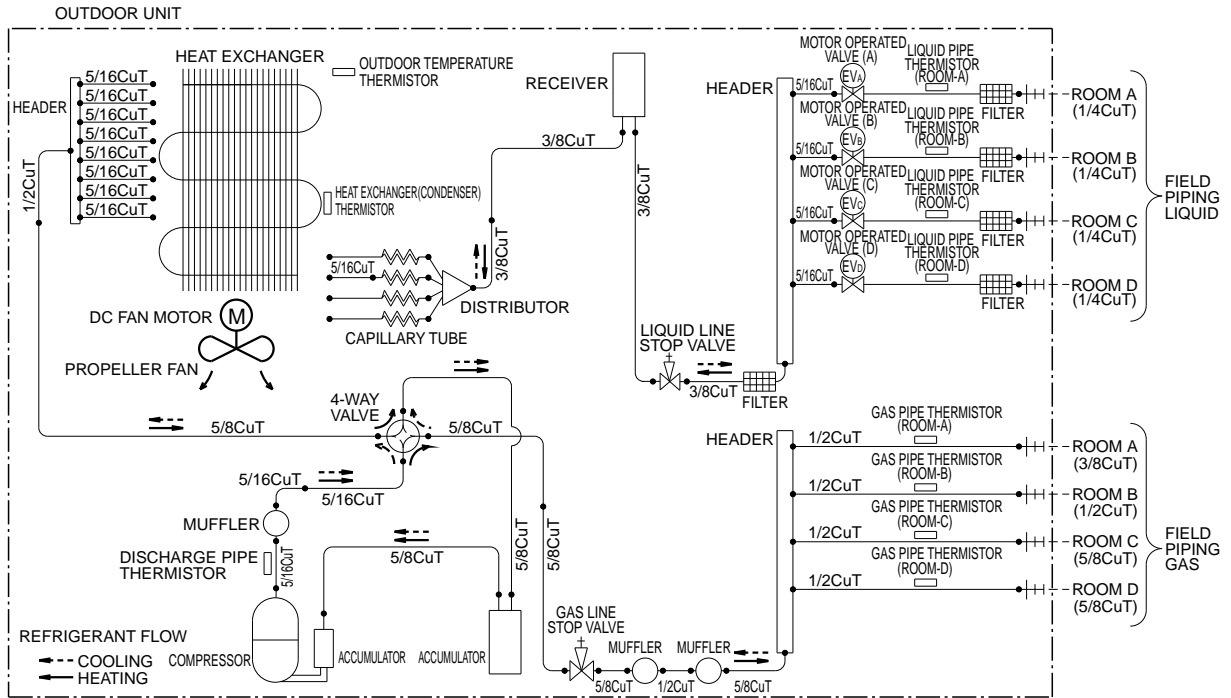 OUTDOOR UNIT
HEAT EXCHANGER
OUTDOOR TEMPERATURE
THERMISTOR
HEADER
5/16CuT
5/16CuT
5/16CuT
5/16CuT
5/16CuT
5/16CuT
5/16CuT
5/16CuT
1/2CuT
HEAT EXCHANGER(CONDENSER)
THERMISTOR
DC FAN MOTOR
M
PROPELLER FAN
5/16CuT
CAPILLARY TUBE
DISTRIBUTOR
3/8CuT
3/8CuT
RECEIVER
3/8CuT
LIQUID LINE
STOP VALVE
3/8CuT
FILTER
HEADER
MOTOR OPERATED
VALVE (A)
LIQUID PIPE
THERMISTOR
(ROOM-A)
5/16CuT
EVA
FILTER
ROOM A
(1/4CuT)
MOTOR OPERATED
VALVE (B)
LIQUID PIPE
THERMISTOR
(ROOM-B)
5/16CuT
EVB
FILTER
ROOM B
(1/4CuT)
MOTOR OPERATED
VALVE(C)
LIQUID PIPE
THERMISTOR
(ROOM-C)
5/16CuT
EVC
FILTER
ROOM C
(1/4CuT)
MOTOR OPERATED
VALVE (D)
LIQUID PIPE
THERMISTOR
(ROOM-D)
5/16CuT
EVD
FILTER
ROOM D
(1/4CuT)
FIELD
PIPING
LIQUID
4-WAY
VALVE
5/8CuT
5/8CuT
5/16CuT
5/16CuT
MUFFLER
DISCHARGE PIPE
THERMISTOR
5/16CuT
5/8CuT
5/8CuT
5/8CuT
REFRIGERANT FLOW
COOLING
HEATING
COMPRESSOR
ACCUMULATOR
ACCUMULATOR
GAS LINE
STOP VALVE
MUFFLER
MUFFLER
5/8CuT
1/2CuT
5/8CuT
HEADER
1/2CuT
GAS PIPE THERMISTOR
(ROOM-A)
ROOM A
(3/8CuT)
1/2CuT
GAS PIPE THERMISTOR
(ROOM-B)
ROOM B
(1/2CuT)
1/2CuT
GAS PIPE THERMISTOR
(ROOM-C)
ROOM C
(5/8CuT)
1/2CuT
GAS PIPE THERMISTOR
(ROOM-D)
ROOM D
(5/8CuT)
FIELD
PIPING
GAS